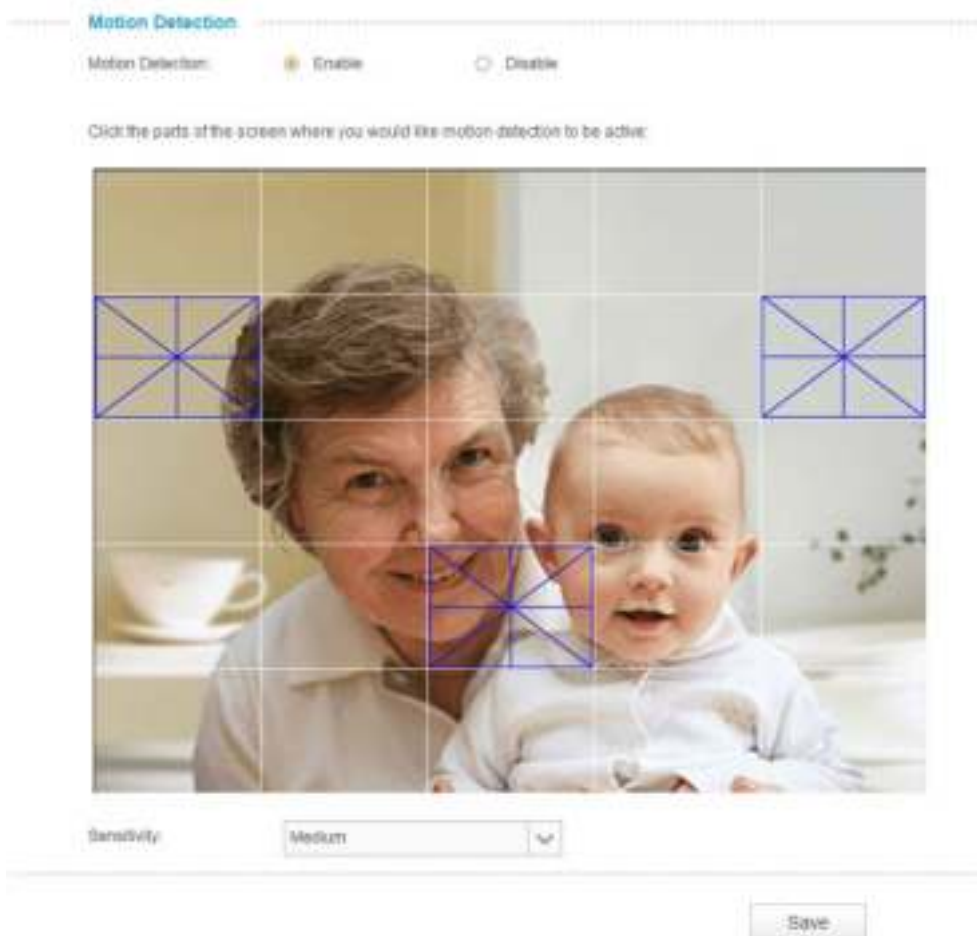 Motion Detection
Motion Detection: Enable Disable
Click the parts of the screen where you would like motion detection to be active:
Sensitivity: Medium
Save